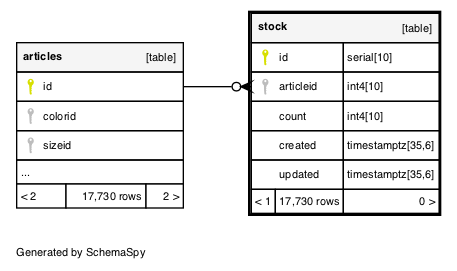 articles [table]
id
colorid
sizeid
...
< 2 17,730 rows 2 >
stock [table]
id serial[10]
articleid int4[10]
count int4[10]
created timestamptz[35,6]
updated timestamptz[35,6]
< 1 17,730 rows 0 >
Generated by SchemaSpy